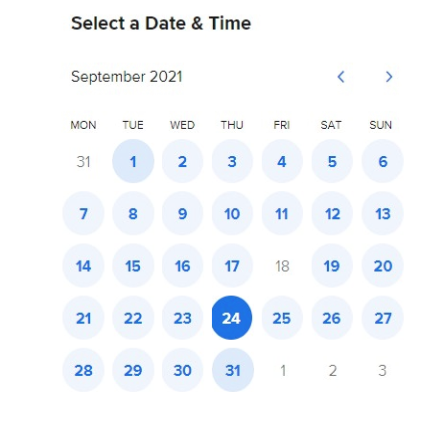 Select a Date & Time
September 2021
MON TUE WED THU FRI SAT SUN
31 1 2 3 4 5 6
7 8 9 10 11 12 13
14 15 16 17 18 19 20
21 22 23 24 25 26 27
28 29 30 31 1 2 3